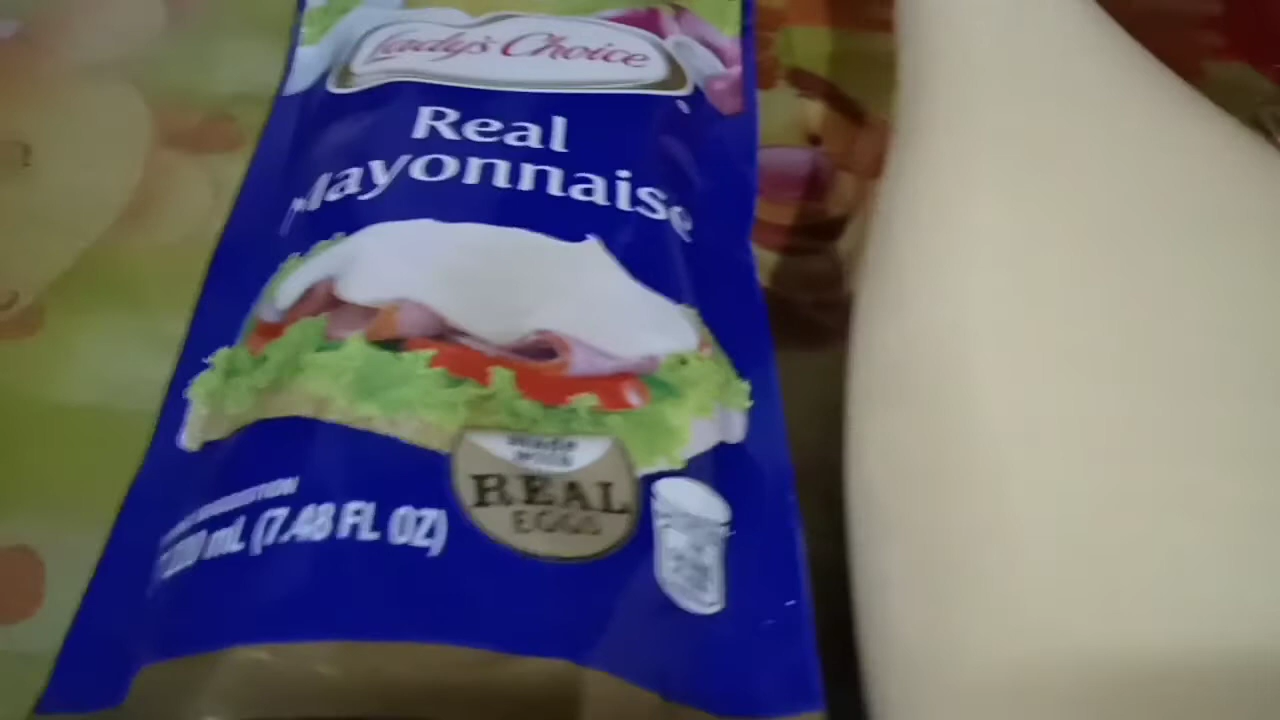 Lady's Choice
Real
Mayonnaise
made
with
REAL
EGGS
mL (7.48 FL OZ)